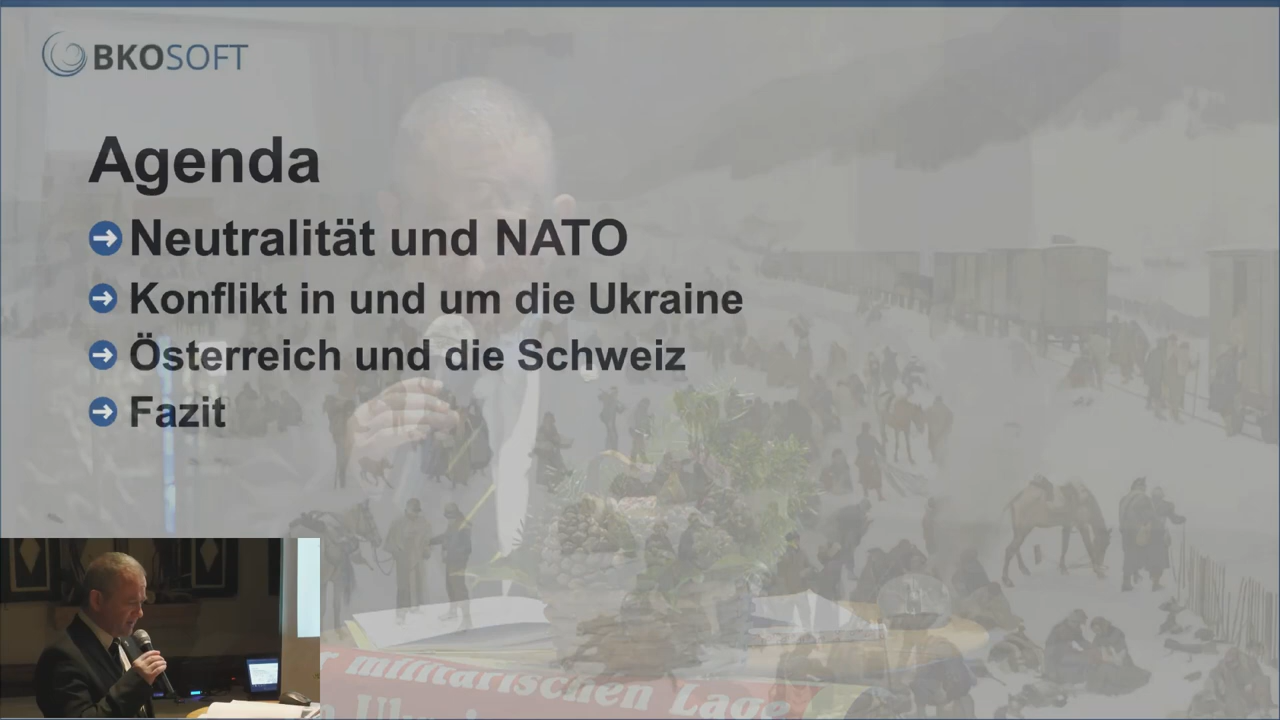 BKOSOFT
Agenda
Neutralität und NATO
Konflikt in und um die Ukraine
Österreich und die Schweiz
Fazit
militärischen Lage